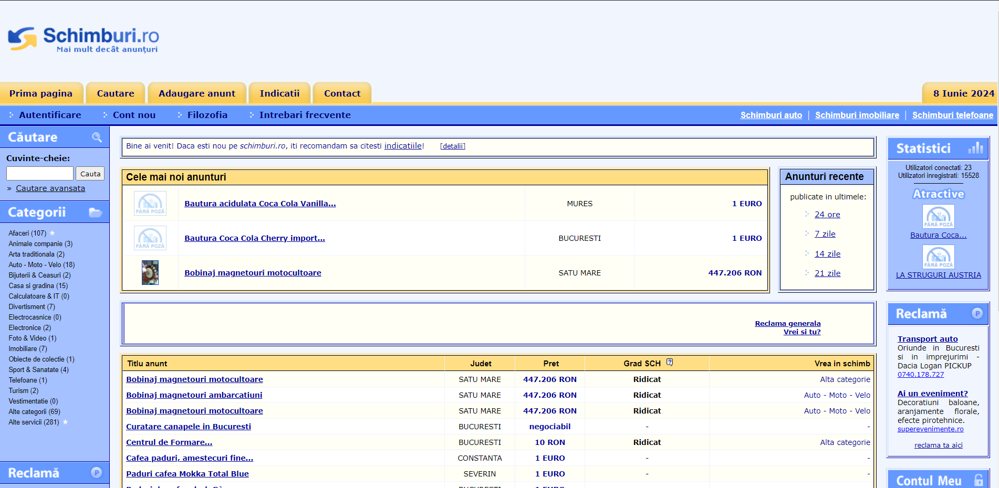 Schimburi.ro
Mai mult decât anunţuri
Prima pagina
Cautare
Adaugare anunt
Indicatii
Contact
8 Iunie 2024
Autentificare
Cont nou
Filozofia
Intrebari frecvente
Schimburi auto | Schimburi imobiliare | Schimburi telefoane
Căutare
Cuvinte-cheie:
Cauta
» Cautare avansata
Categorii
Afaceri (107)
Animale companie (3)
Arta traditionala (2)
Auto - Moto - Velo (18)
Bijuterii & Ceasuri (2)
Casa si gradina (15)
Calculatoare & IT (0)
Divertisment (7)
Electrocasnice (0)
Electronice (2)
Foto & Video (1)
Imobiliare (7)
Obiecte de colectie (1)
Sport & Sanatate (4)
Telefoane (1)
Turism (2)
Vestimentatie (0)
Alte categorii (69)
Alte servicii (281)
Reclamă P
Bine ai venit! Daca esti nou pe schimburi.ro, iti recomandam sa citesti indicatiile! [detalii]
Cele mai noi anunturi
FĂRĂ POZĂ Bautura acidulata Coca Cola Vanilla... MURES 1 EURO
FĂRĂ POZĂ Bautura Coca Cola Cherry import... BUCURESTI 1 EURO
Bobinaj magnetouri motocultoare SATU MARE 447.206 RON
Anunturi recente
publicate in ultimele:
24 ore
7 zile
14 zile
21 zile
Reclama generala
Vrei si tu?
Titlu anunt Judet Pret Grad SCH ? Vrea in schimb
Bobinaj magnetouri motocultoare SATU MARE 447.206 RON Ridicat Alta categorie
Bobinaj magnetouri ambarcatiuni SATU MARE 447.206 RON Ridicat Auto - Moto - Velo
Bobinaj magnetouri motocultoare SATU MARE 447.206 RON Ridicat Auto - Moto - Velo
Curatare canapele in Bucuresti BUCURESTI negociabil - -
Centrul de Formare... BUCURESTI 10 RON Ridicat Alta categorie
Cafea paduri, amestecuri fine... CONSTANTA 1 EURO - -
Paduri cafea Mokka Total Blue SEVERIN 1 EURO - -
Statistici
Utilizatori conectati: 23
Utilizatori inregistrati: 15528
Atractive
FĂRĂ POZĂ
Bautura Coca...
FĂRĂ POZĂ
LA STRUGURI AUSTRIA
Reclamă P
Transport auto
Oriunde in Bucuresti
si in imprejurimi -
Dacia Logan PICKUP
0740.178.727
Ai un eveniment?
Decoratiuni baloane,
aranjamente florale,
efecte pirotehnice.
superevenimente.ro
reclama ta aici
Contul Meu